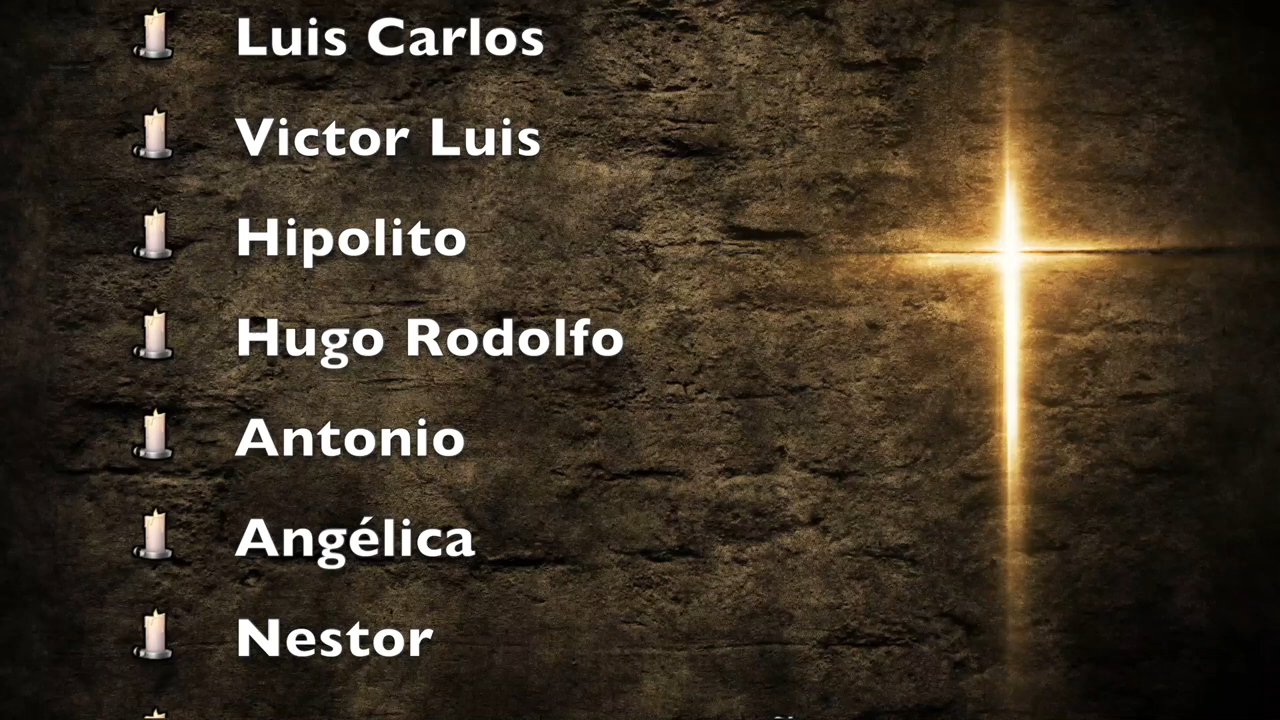 Luis Carlos
Victor Luis
Hipolito
Hugo Rodolfo
Antonio
Angélica
Nestor